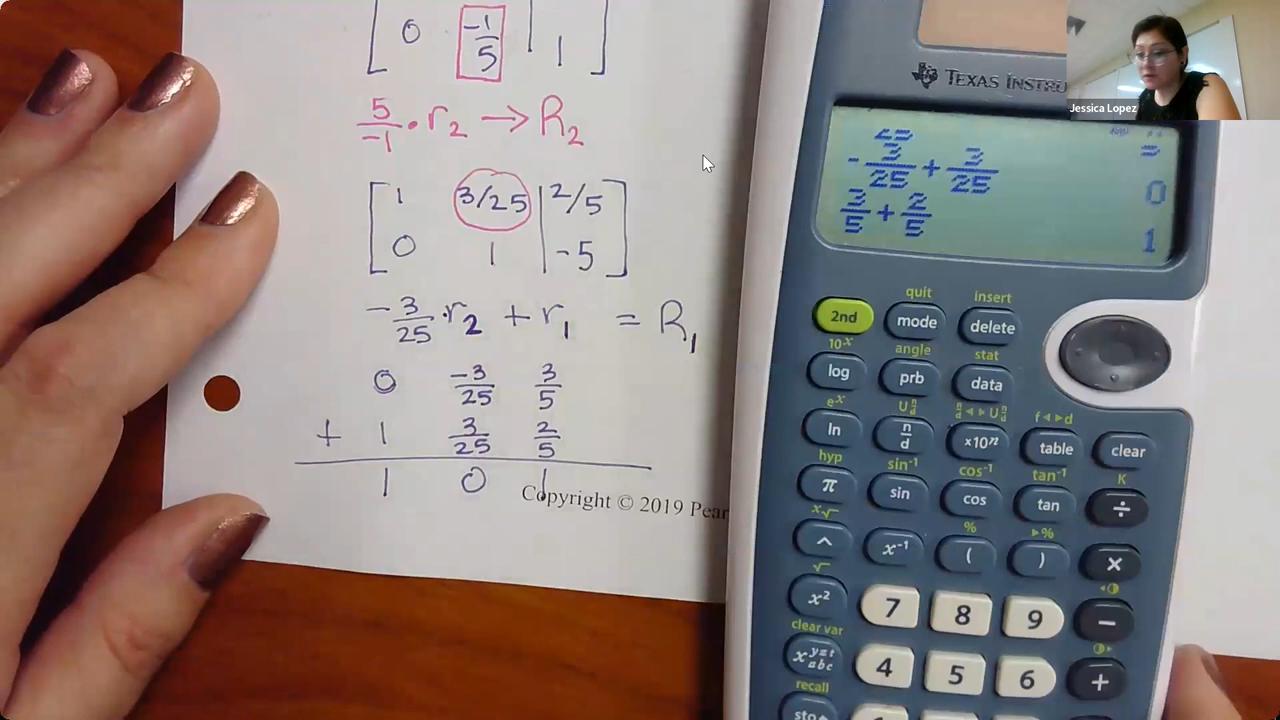 0 -1/5 | 1
5/-1 • r2 → R2
1 3/25 | 2/5
0 1 | -5
-3/25 • r2 + r1 = R1
0 -3/25 3/5
+ 1 3/25 2/5
1 0 1
Copyright © 2019 Pear
TEXAS INSTRU
Jessica Lopez
-3/25 + 3/25
0
3/5 + 2/5
1
quit insert
2nd mode delete
10ˣ angle stat
log prb data
eˣ U n/d n/d ◂▸ U n/d f◂▸d
ln n/d ×10ⁿ table clear
hyp sin⁻¹ cos⁻¹ tan⁻¹ K
π sin cos tan ÷
ˣ√ % ▸%
^ x⁻¹ ( ) ×
√
x² 7 8 9 −
clear var
x y z t a b c 4 5 6 +
recall
sto▸